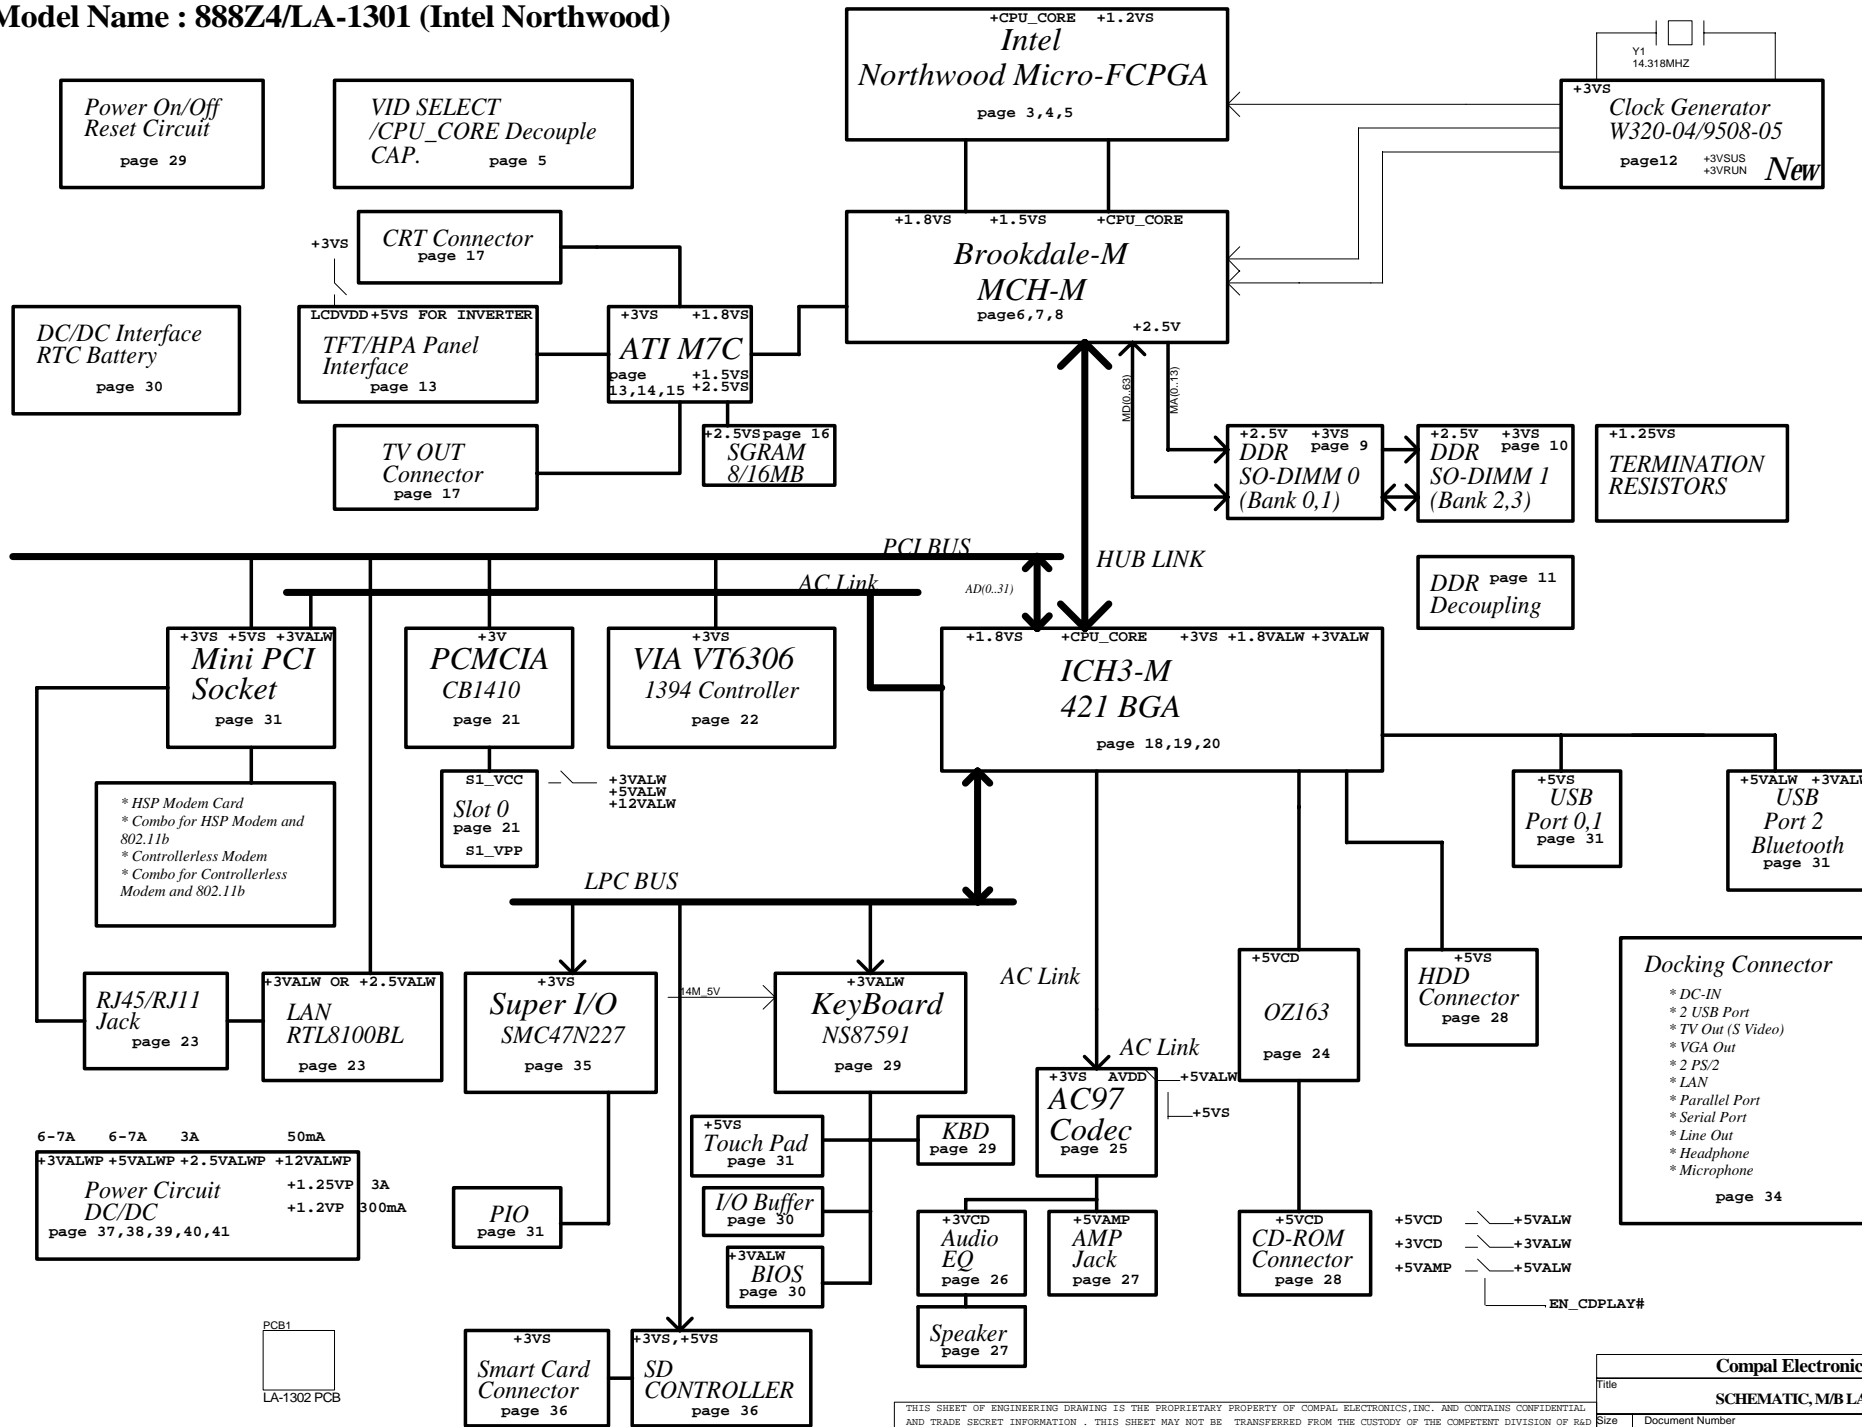 Model Name : 888Z4/LA-1301 (Intel Northwood)
+CPU_CORE +1.2VS
Intel
Northwood Micro-FCPGA
page 3,4,5
Y1
14.318MHZ
+3VS
Clock Generator
W320-04/9508-05
page12
+3VSUS
+3VRUN
New
Power On/Off
Reset Circuit
page 29
VID SELECT
/CPU_CORE Decouple
CAP.
page 5
+1.8VS +1.5VS +CPU_CORE
Brookdale-M
MCH-M
page6,7,8
+2.5V
CRT Connector
page 17
+3VS
LCDVDD +5VS FOR INVERTER
TFT/HPA Panel
Interface
page 13
+3VS +1.8VS
ATI M7C
page
13,14,15
+1.5VS
+2.5VS
DC/DC Interface
RTC Battery
page 30
TV OUT
Connector
page 17
+2.5VS page 16
SGRAM
8/16MB
MD(0..63)
MA(0..13)
+2.5V +3VS
page 9
DDR
SO-DIMM 0
(Bank 0,1)
+2.5V +3VS
page 10
DDR
SO-DIMM 1
(Bank 2,3)
+1.25VS
TERMINATION
RESISTORS
PCI BUS
AC Link
AD(0..31)
HUB LINK
DDR page 11
Decoupling
+3VS +5VS +3VALW
Mini PCI
Socket
page 31
+3V
PCMCIA
CB1410
page 21
+3VS
VIA VT6306
1394 Controller
page 22
+1.8VS +CPU_CORE +3VS +1.8VALW +3VALW
ICH3-M
421 BGA
page 18,19,20
* HSP Modem Card
* Combo for HSP Modem and
802.11b
* Controllerless Modem
* Combo for Controllerless
Modem and 802.11b
S1_VCC
Slot 0
page 21
S1_VPP
+3VALW
+5VALW
+12VALW
+5VS
USB
Port 0,1
page 31
+5VALW +3VALW
USB
Port 2
Bluetooth
page 31
LPC BUS
RJ45/RJ11
Jack
page 23
+3VALW OR +2.5VALW
LAN
RTL8100BL
page 23
+3VS
Super I/O
SMC47N227
page 35
14M_5V
+3VALW
KeyBoard
NS87591
page 29
AC Link
+5VCD
OZ163
page 24
+5VS
HDD
Connector
page 28
Docking Connector
* DC-IN
* 2 USB Port
* TV Out (S Video)
* VGA Out
* 2 PS/2
* LAN
* Parallel Port
* Serial Port
* Line Out
* Headphone
* Microphone
page 34
AC Link
+3VS AVDD
AC97
Codec
page 25
+5VALW
+5VS
6-7A 6-7A 3A 50mA
+3VALWP +5VALWP +2.5VALWP +12VALWP
Power Circuit
DC/DC
page 37,38,39,40,41
+1.25VP 3A
+1.2VP 300mA
+5VS
Touch Pad
page 31
KBD
page 29
PIO
page 31
I/O Buffer
page 30
+3VALW
BIOS
page 30
+3VCD
Audio
EQ
page 26
+5VAMP
AMP
Jack
page 27
+5VCD
CD-ROM
Connector
page 28
+5VCD +5VALW
+3VCD +3VALW
+5VAMP +5VALW
EN_CDPLAY#
Speaker
page 27
PCB1
LA-1302 PCB
+3VS
Smart Card
Connector
page 36
+3VS,+5VS
SD
CONTROLLER
page 36
Compal Electronic
Title
SCHEMATIC, M/B LA
Size Document Number
THIS SHEET OF ENGINEERING DRAWING IS THE PROPRIETARY PROPERTY OF COMPAL ELECTRONICS,INC. AND CONTAINS CONFIDENTIAL
AND TRADE SECRET INFORMATION . THIS SHEET MAY NOT BE TRANSFERRED FROM THE CUSTODY OF THE COMPETENT DIVISION OF R&D